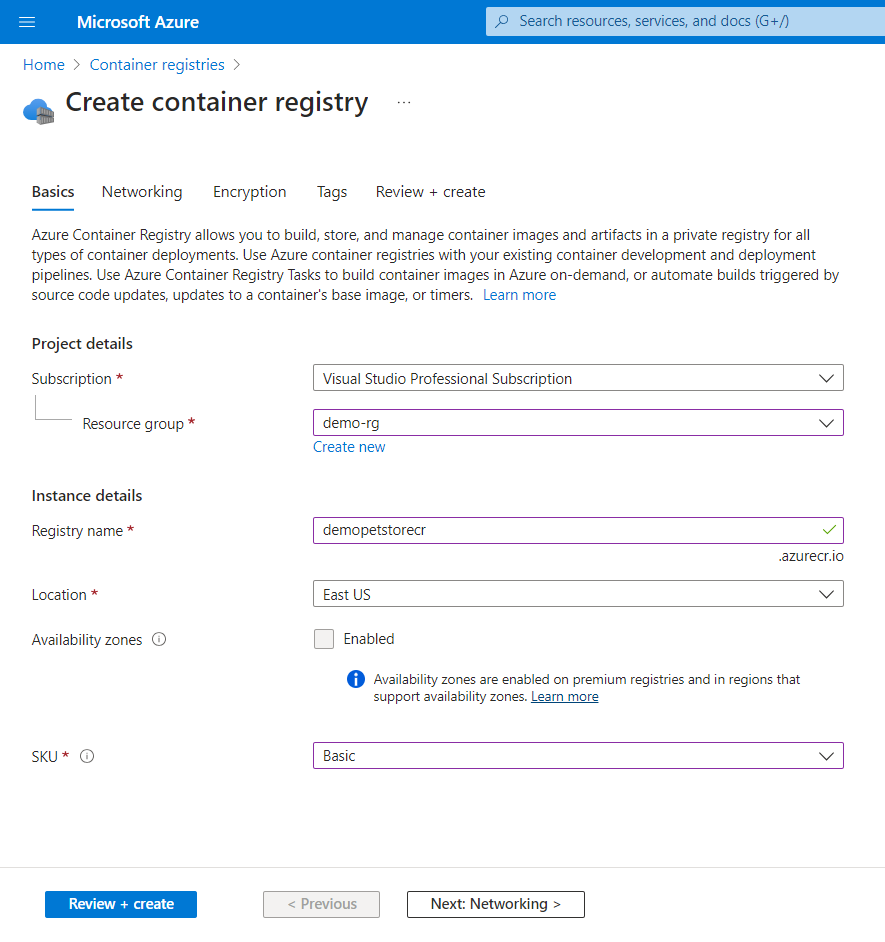 Microsoft Azure
Search resources, services, and docs (G+/)
Home > Container registries >
Create container registry ...
Basics Networking Encryption Tags Review + create
Azure Container Registry allows you to build, store, and manage container images and artifacts in a private registry for all
types of container deployments. Use Azure container registries with your existing container development and deployment
pipelines. Use Azure Container Registry Tasks to build container images in Azure on-demand, or automate builds triggered by
source code updates, updates to a container's base image, or timers. Learn more
Project details
Subscription * Visual Studio Professional Subscription
Resource group * demo-rg
Create new
Instance details
Registry name * demopetstorecr
.azurecr.io
Location * East US
Availability zones Enabled
Availability zones are enabled on premium registries and in regions that
support availability zones. Learn more
SKU * Basic
Review + create < Previous Next: Networking >